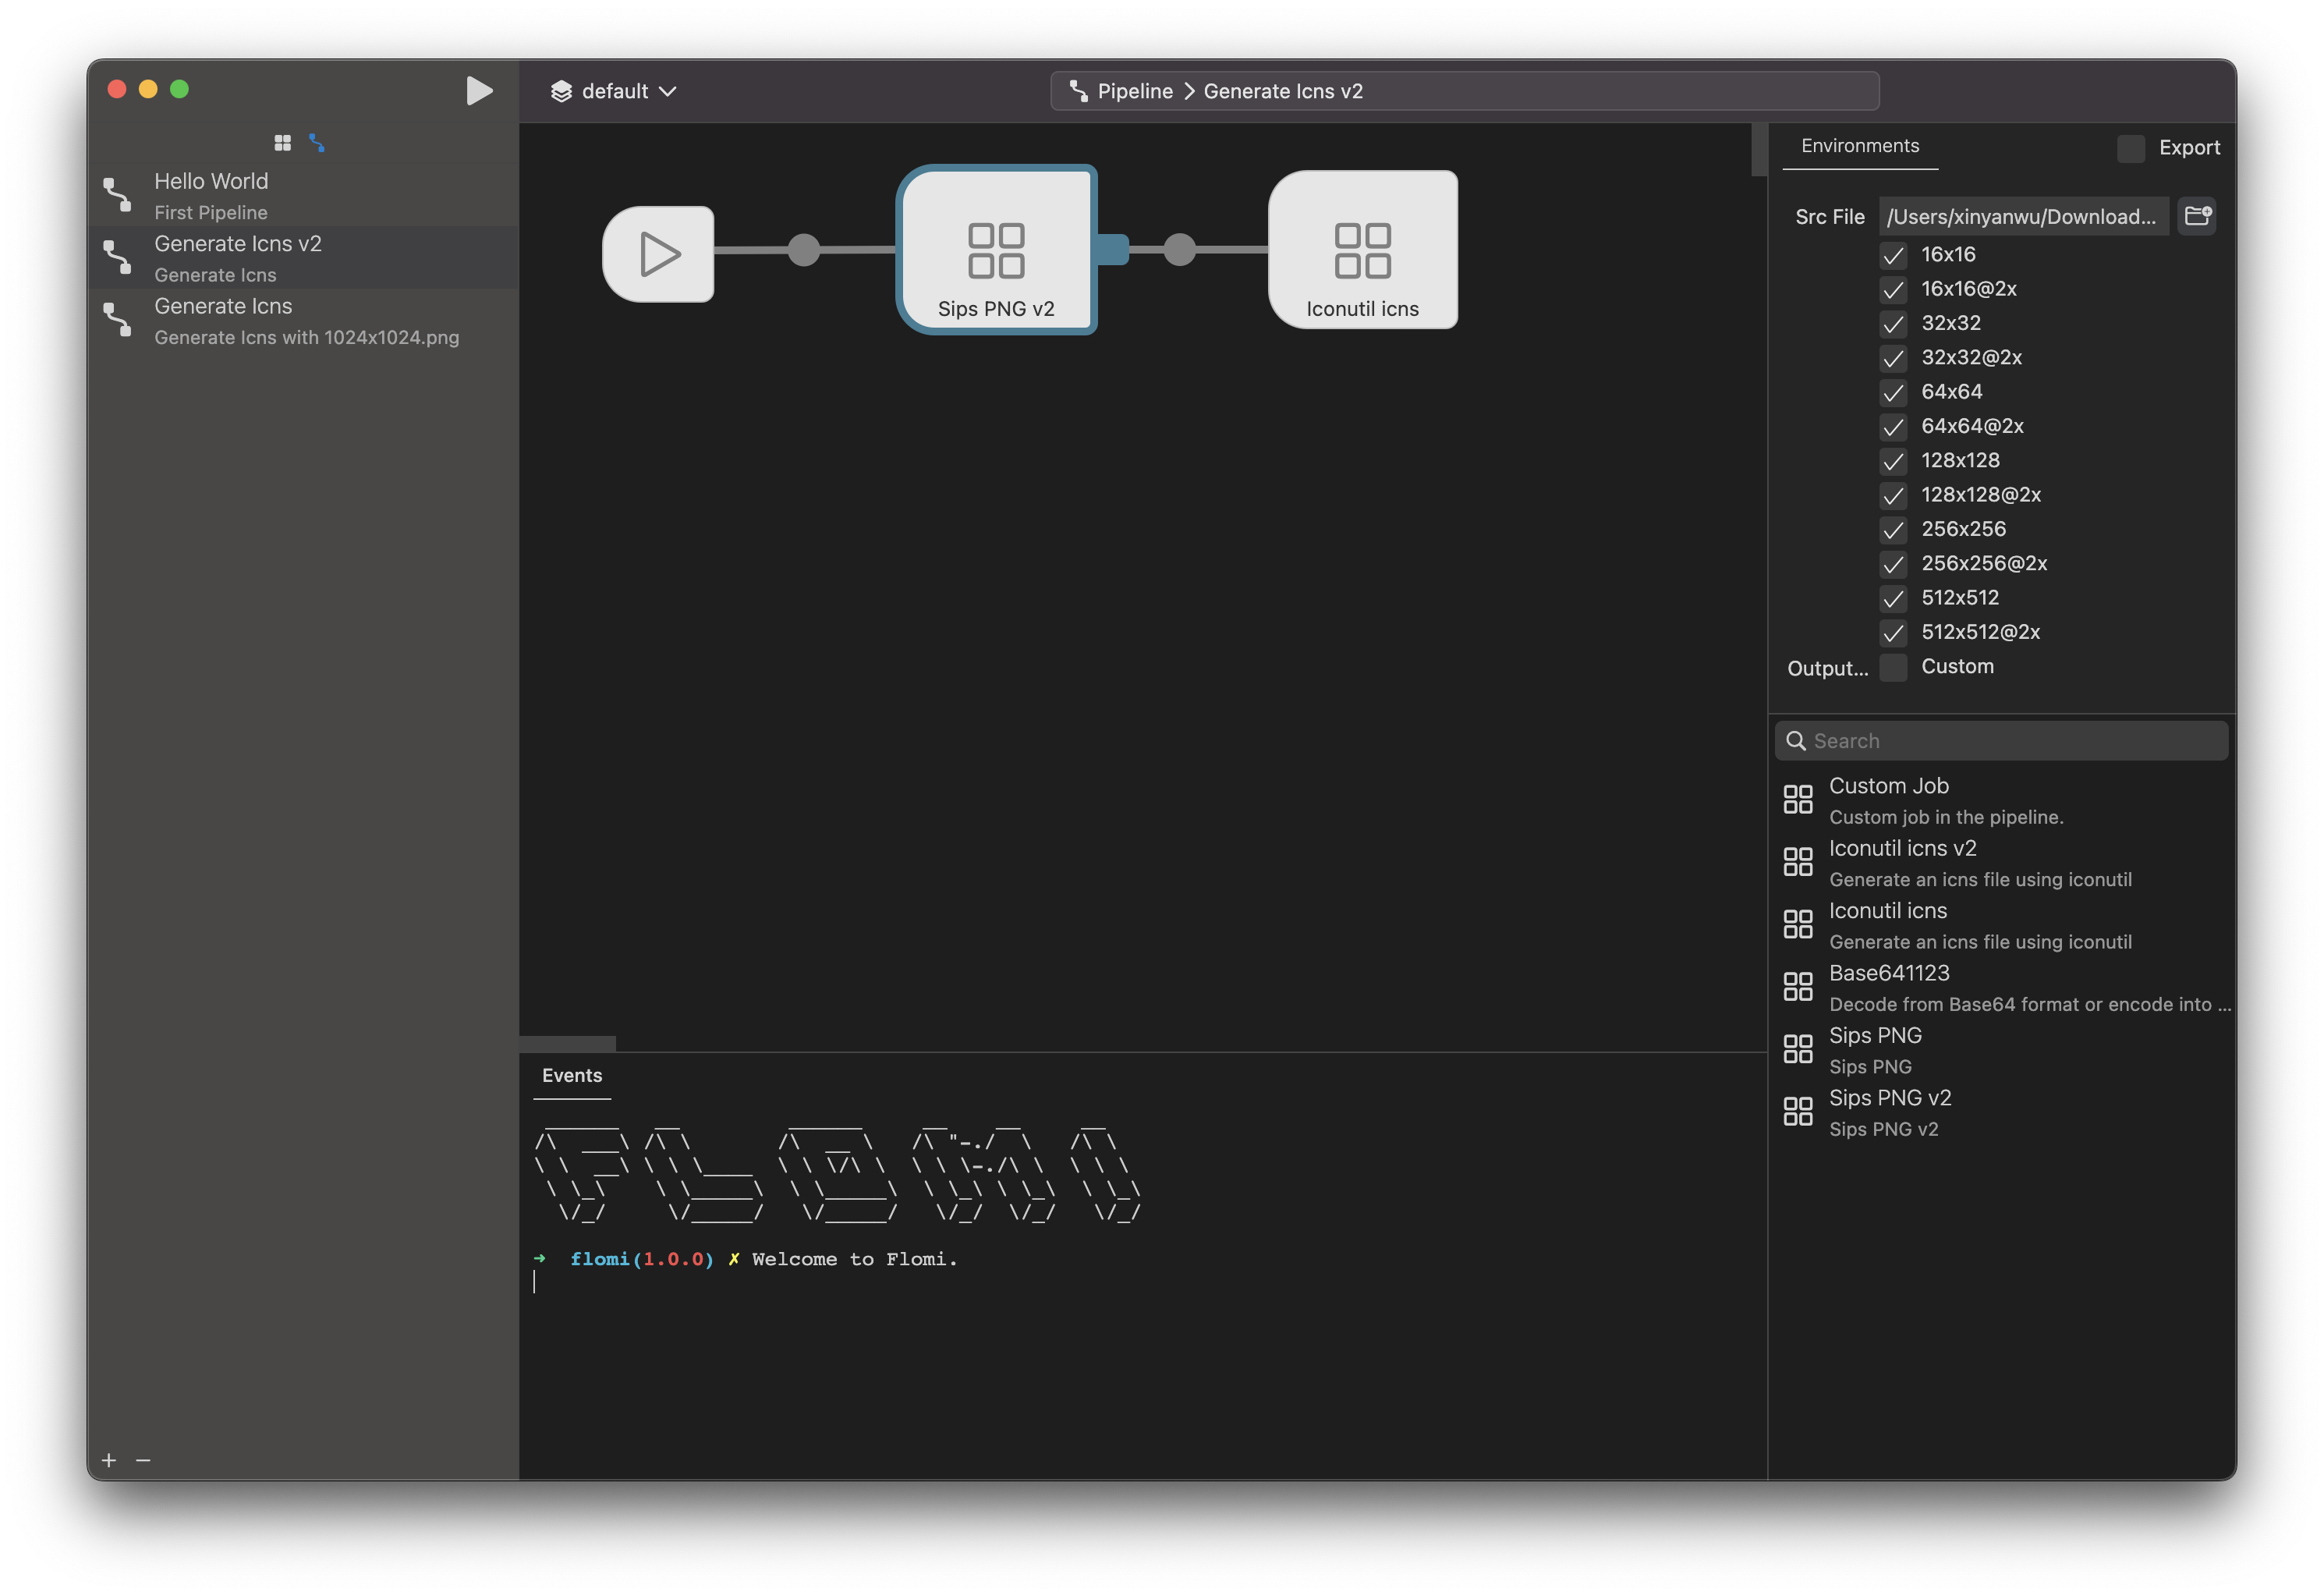 default
Pipeline > Generate Icns v2
Hello World
First Pipeline
Generate Icns v2
Generate Icns
Generate Icns
Generate Icns with 1024x1024.png
Sips PNG v2
Iconutil icns
Environments
Export
Src File /Users/xinyanwu/Download...
16x16
16x16@2x
32x32
32x32@2x
64x64
64x64@2x
128x128
128x128@2x
256x256
256x256@2x
512x512
512x512@2x
Output... Custom
Search
Custom Job
Custom job in the pipeline.
Iconutil icns v2
Generate an icns file using iconutil
Iconutil icns
Generate an icns file using iconutil
Base641123
Decode from Base64 format or encode into ...
Sips PNG
Sips PNG
Sips PNG v2
Sips PNG v2
Events
FLOMI
➜ flomi(1.0.0) ✗ Welcome to Flomi.